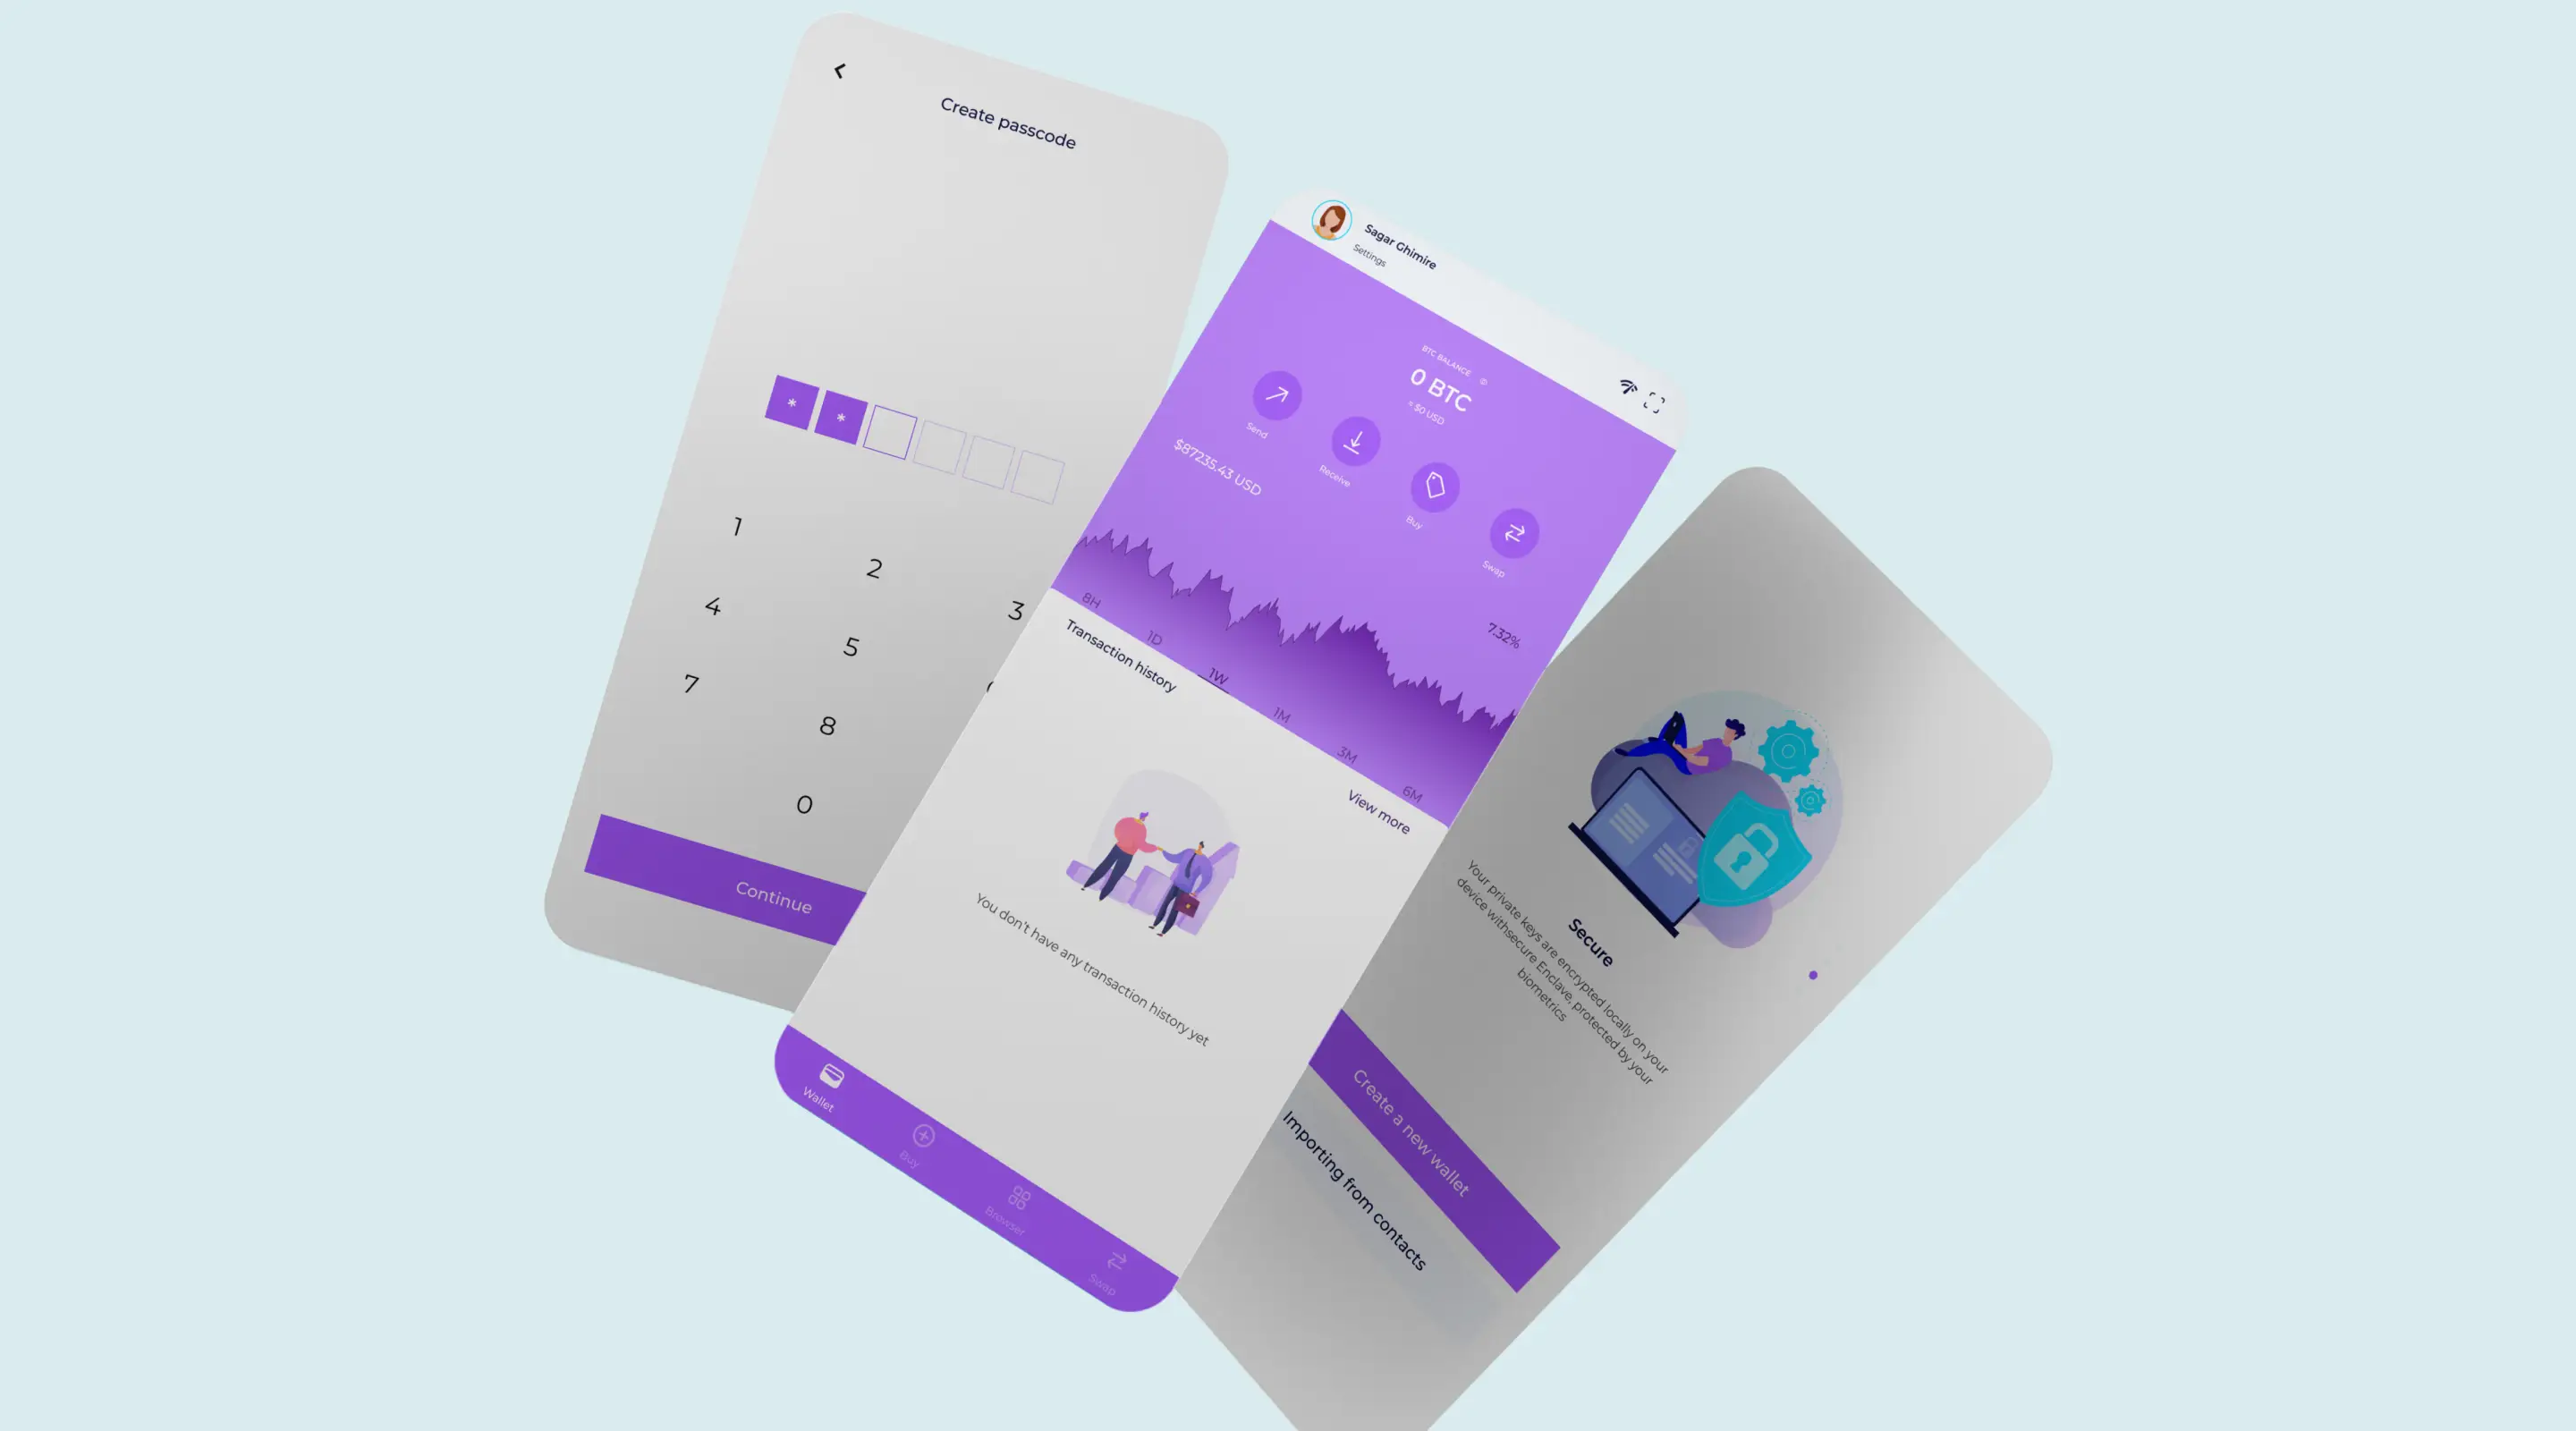 Create passcode
*
*
1
2
3
4
5
7
8
0
Continue
Sagar Ghimire
Settings
BTC BALANCE
0 BTC
≈ $0 USD
Send
Receive
Buy
Swap
$87235.43 USD
7.32%
8H
1D
1W
1M
3M
6M
Transaction history
View more
You don't have any transaction history yet
Wallet
Buy
Browser
Swap
Secure
Your private keys are encrypted locally on your
device withsecure Enclave, protected by your
biometrics
Create a new wallet
Importing from contacts